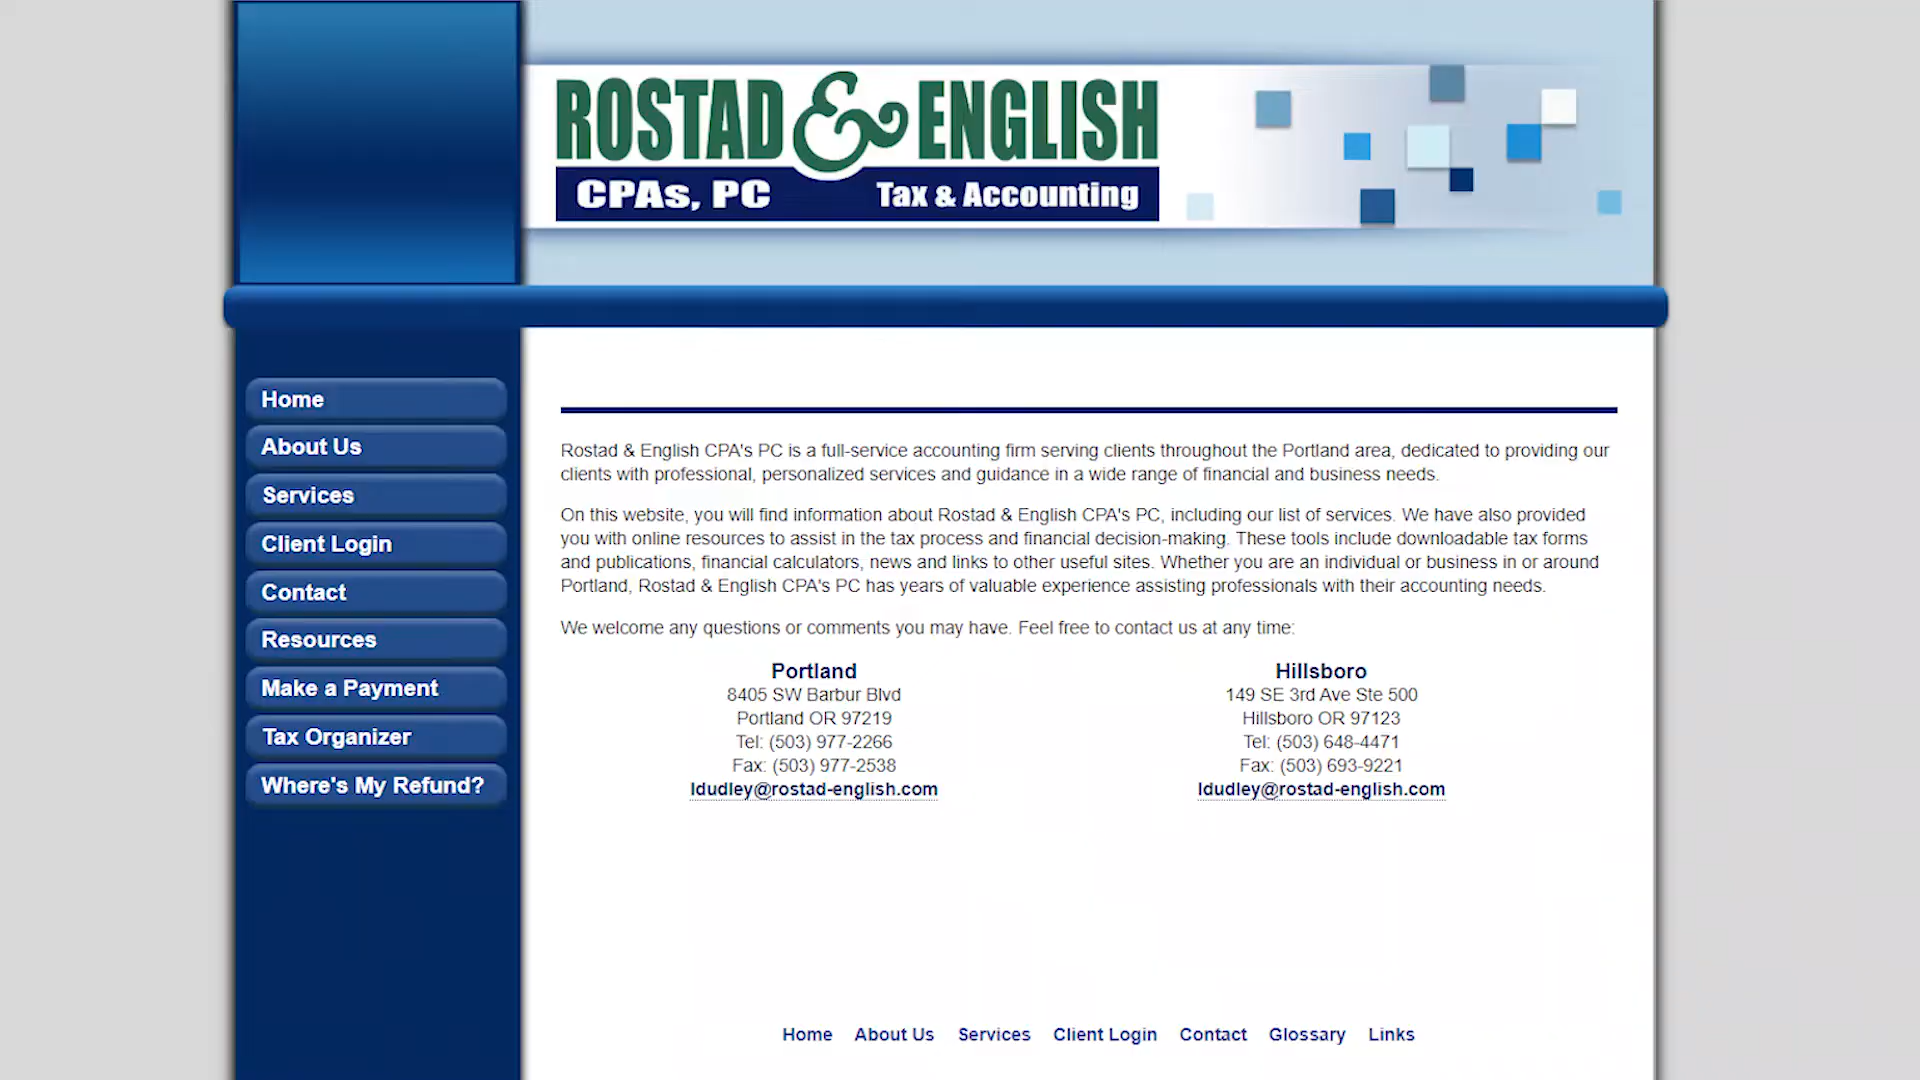 ROSTAD & ENGLISH
CPAs, PC Tax & Accounting
Home
About Us
Services
Client Login
Contact
Resources
Make a Payment
Tax Organizer
Where's My Refund?
Rostad & English CPA's PC is a full-service accounting firm serving clients throughout the Portland area, dedicated to providing our
clients with professional, personalized services and guidance in a wide range of financial and business needs.
On this website, you will find information about Rostad & English CPA's PC, including our list of services. We have also provided
you with online resources to assist in the tax process and financial decision-making. These tools include downloadable tax forms
and publications, financial calculators, news and links to other useful sites. Whether you are an individual or business in or around
Portland, Rostad & English CPA's PC has years of valuable experience assisting professionals with their accounting needs.
We welcome any questions or comments you may have. Feel free to contact us at any time:
Portland
8405 SW Barbur Blvd
Portland OR 97219
Tel: (503) 977-2266
Fax: (503) 977-2538
ldudley@rostad-english.com
Hillsboro
149 SE 3rd Ave Ste 500
Hillsboro OR 97123
Tel: (503) 648-4471
Fax: (503) 693-9221
ldudley@rostad-english.com
Home About Us Services Client Login Contact Glossary Links